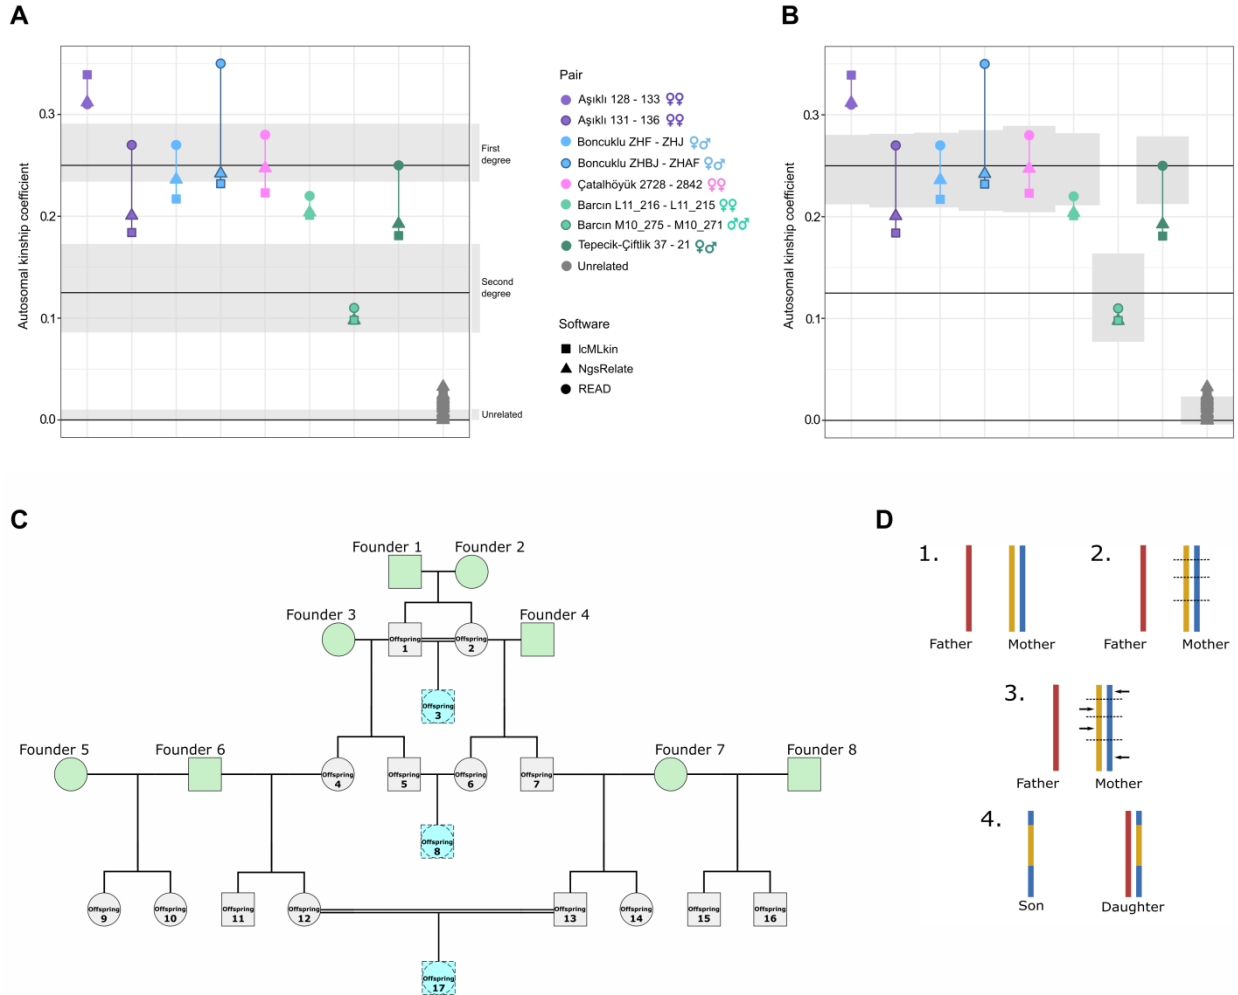 A
B
Autosomal kinship coefficient
0.3
0.2
0.1
0.0
First
degree
Second
degree
Unrelated
Pair
Aşıklı 128 - 133 ♀♀
Aşıklı 131 - 136 ♀♀
Boncuklu ZHF - ZHJ ♀♂
Boncuklu ZHBJ - ZHAF ♀♂
Çatalhöyük 2728 - 2842 ♀♀
Barcın L11_216 - L11_215 ♀♀
Barcın M10_275 - M10_271 ♂♂
Tepecik-Çiftlik 37 - 21 ♀♂
Unrelated
Software
lcMLkin
NgsRelate
READ
Autosomal kinship coefficient
0.3
0.2
0.1
0.0
C
Founder 1
Founder 2
Founder 3
Founder 4
Offspring
1
Offspring
2
Offspring
3
Founder 5
Founder 6
Founder 7
Founder 8
Offspring
4
Offspring
5
Offspring
6
Offspring
7
Offspring
8
Offspring
9
Offspring
10
Offspring
11
Offspring
12
Offspring
13
Offspring
14
Offspring
15
Offspring
16
Offspring
17
D
1.
Father
Mother
2.
Father
Mother
3.
Father
Mother
4.
Son
Daughter